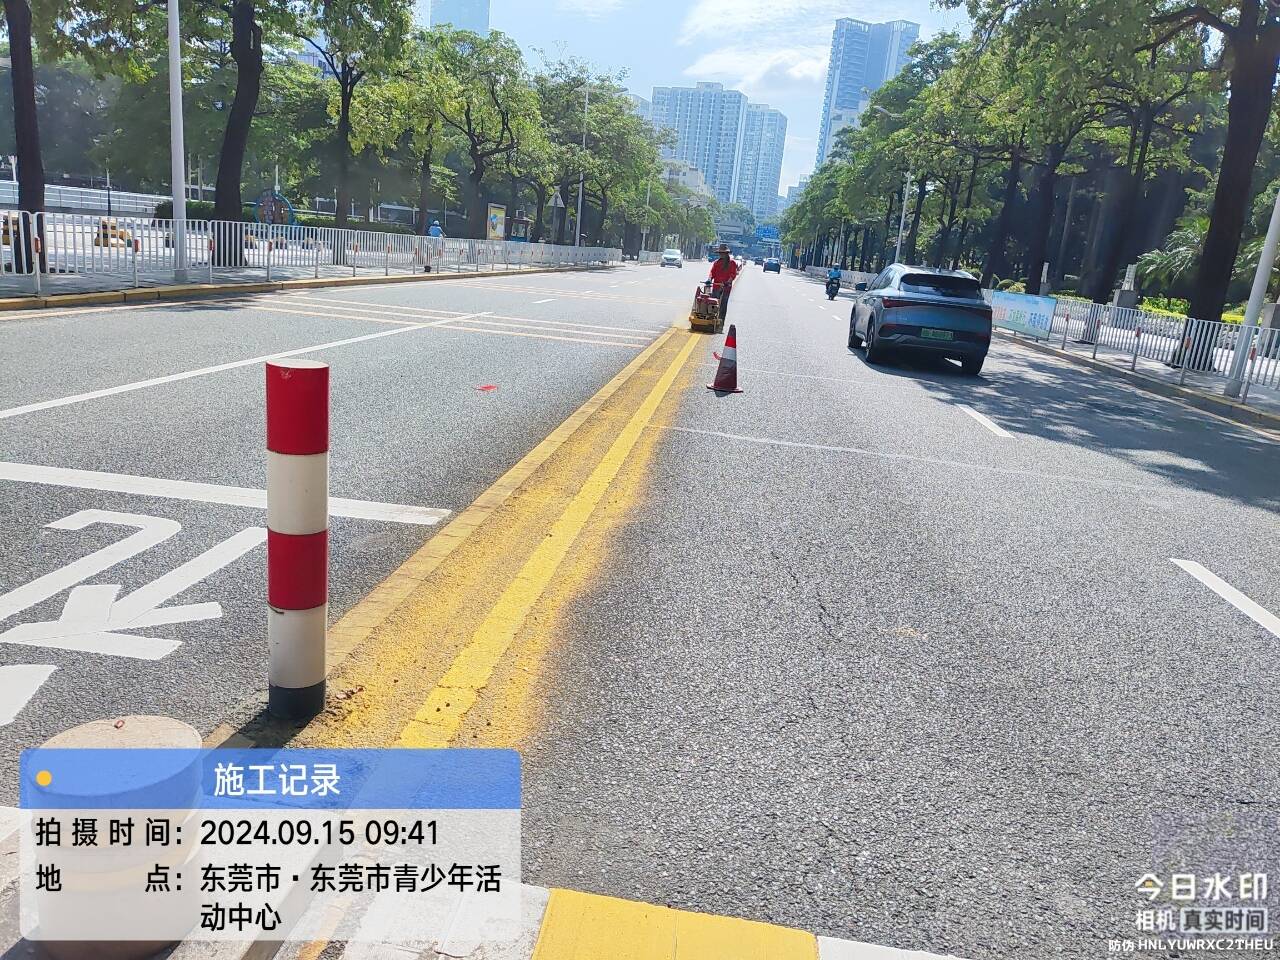 施工记录
拍摄时间：2024.09.15 09:41
地点：东莞市·东莞市青少年活
动中心
今日水印
相机 真实时间
防伪 HNLYUWRXC2THEU